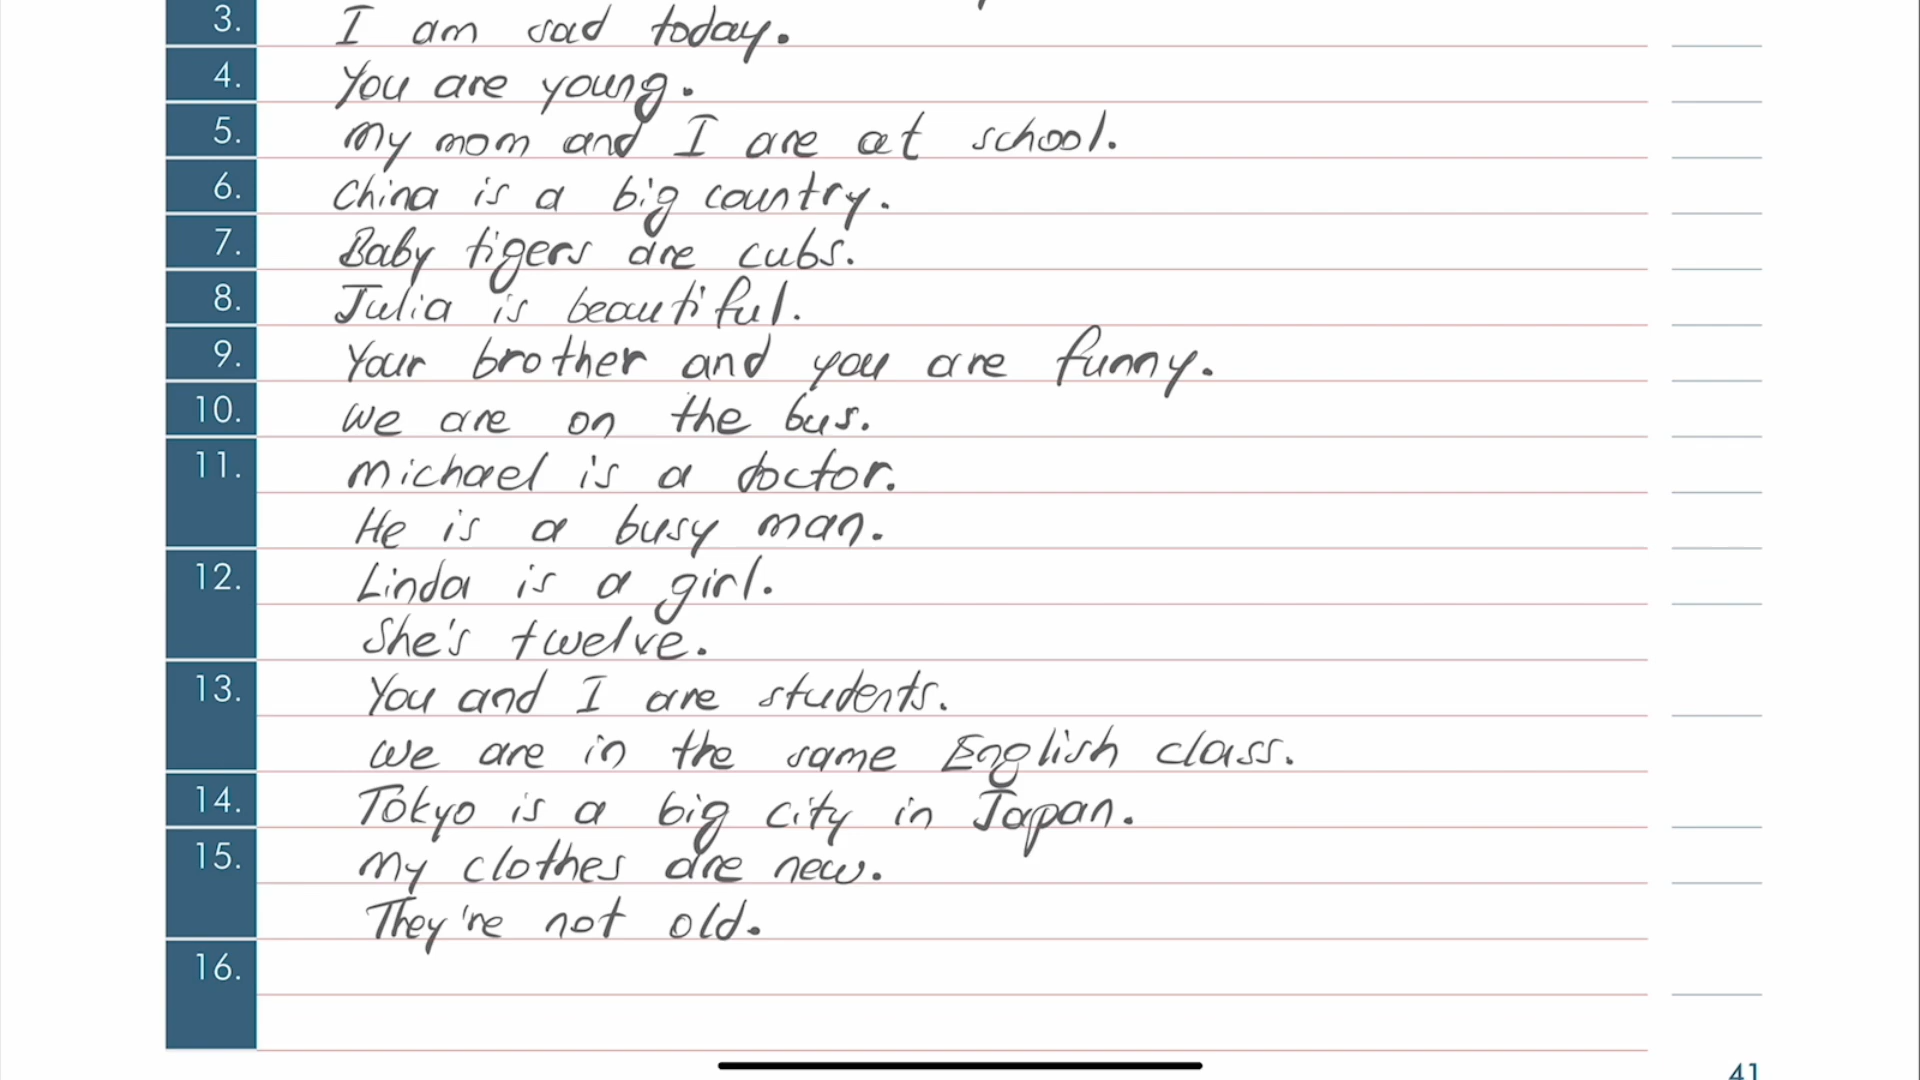 3. I am sad today.
4. You are young.
5. My mom and I are at school.
6. China is a big country.
7. Baby tigers are cubs.
8. Julia is beautiful.
9. Your brother and you are funny.
10. We are on the bus.
11. Michael is a doctor.
He is a busy man.
12. Linda is a girl.
She's twelve.
13. You and I are students.
We are in the same English class.
14. Tokyo is a big city in Japan.
15. My clothes are new.
They're not old.
16.
41